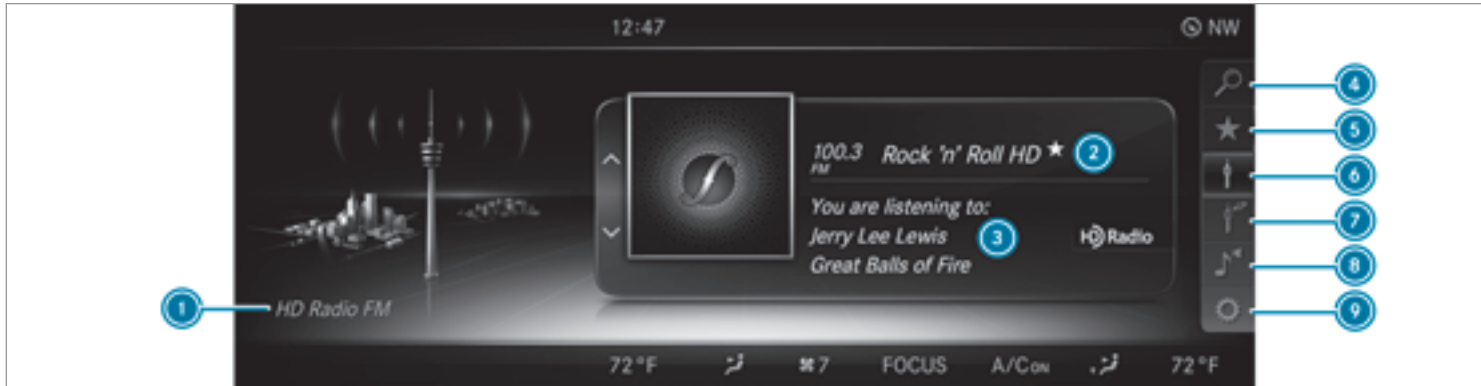 12:47
NW
4
5
100.3 FM Rock 'n' Roll HD 2
6
You are listening to:
7
Jerry Lee Lewis 3 HD Radio
8
Great Balls of Fire
1 HD Radio FM
9
72°F 7 FOCUS A/C ON 72°F